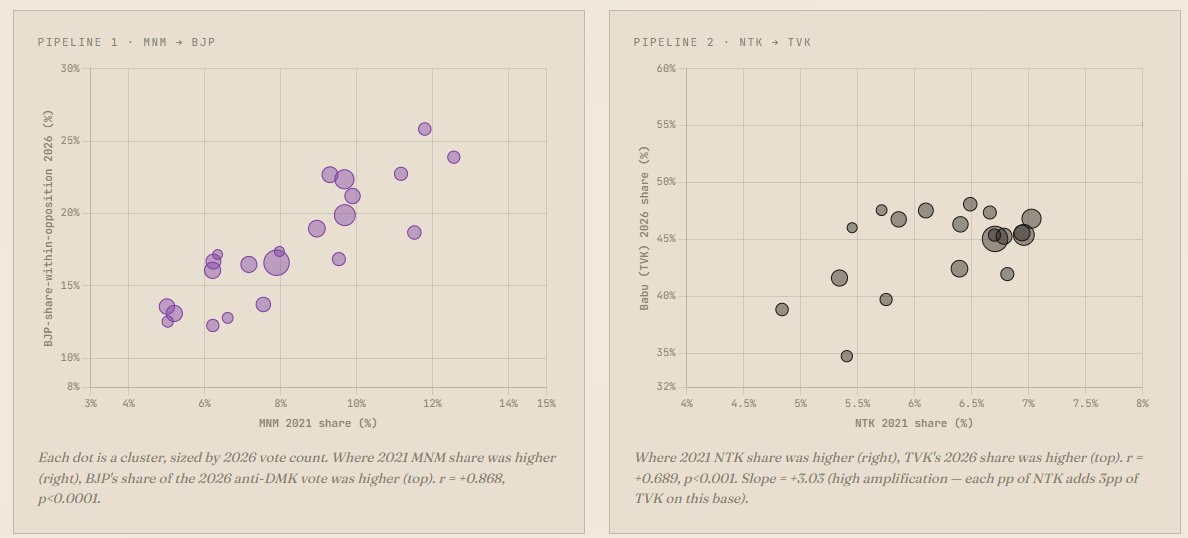 PIPELINE 1 · MNM → BJP
30%
25%
20%
15%
10%
8%
BJP-share-within-opposition 2026 (%)
3% 4% 6% 8% 10% 12% 14% 15%
MNM 2021 share (%)
Each dot is a cluster, sized by 2026 vote count. Where 2021 MNM share was higher
(right), BJP's share of the 2026 anti-DMK vote was higher (top). r = +0.868,
p<0.0001.
PIPELINE 2 · NTK → TVK
60%
55%
50%
45%
40%
35%
32%
Babu (TVK) 2026 share (%)
4% 4.5% 5% 5.5% 6% 6.5% 7% 7.5% 8%
NTK 2021 share (%)
Where 2021 NTK share was higher (right), TVK's 2026 share was higher (top). r =
+0.689, p<0.001. Slope = +3.03 (high amplification — each pp of NTK adds 3pp of
TVK on this base).